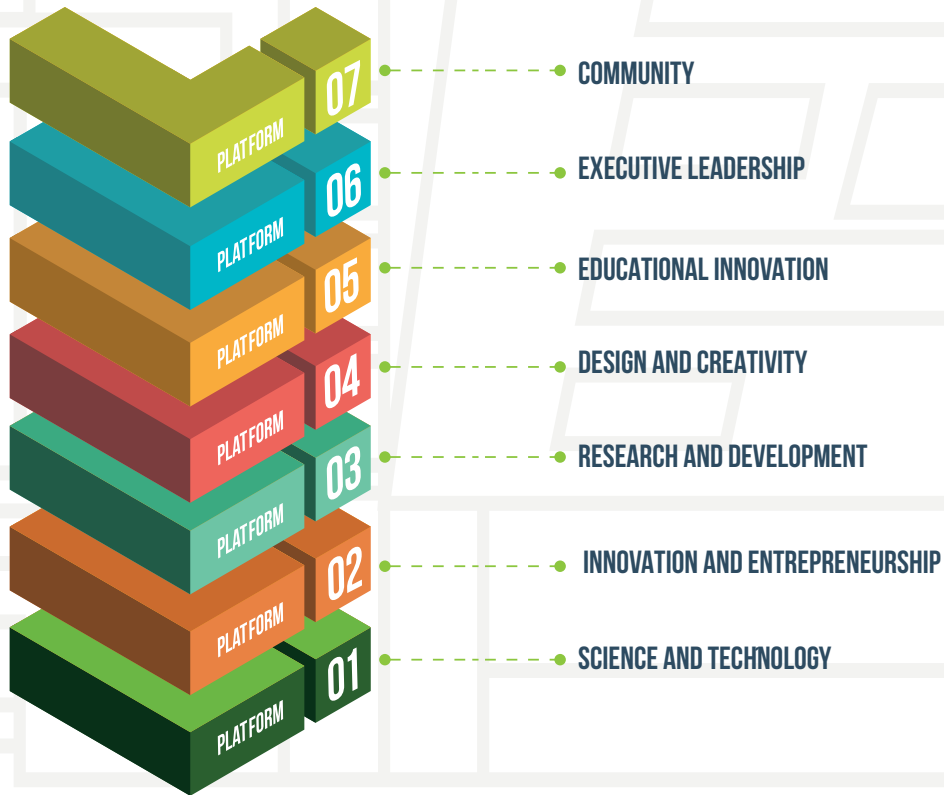 PLATFORM 07 COMMUNITY
PLATFORM 06 EXECUTIVE LEADERSHIP
PLATFORM 05 EDUCATIONAL INNOVATION
PLATFORM 04 DESIGN AND CREATIVITY
PLATFORM 03 RESEARCH AND DEVELOPMENT
PLATFORM 02 INNOVATION AND ENTREPRENEURSHIP
PLATFORM 01 SCIENCE AND TECHNOLOGY